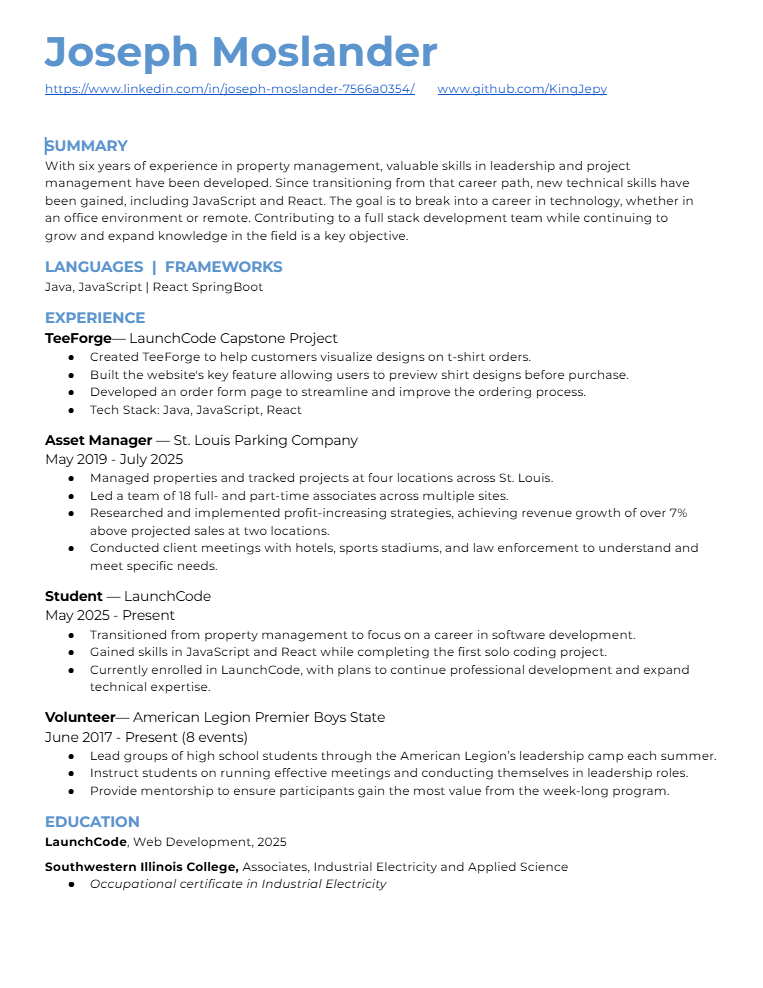 Joseph Moslander
https://www.linkedin.com/in/joseph-moslander-7566a0354/ www.github.com/KingJepy
SUMMARY
With six years of experience in property management, valuable skills in leadership and project
management have been developed. Since transitioning from that career path, new technical skills have
been gained, including JavaScript and React. The goal is to break into a career in technology, whether in
an office environment or remote. Contributing to a full stack development team while continuing to
grow and expand knowledge in the field is a key objective.
LANGUAGES | FRAMEWORKS
Java, JavaScript | React SpringBoot
EXPERIENCE
TeeForge— LaunchCode Capstone Project
● Created TeeForge to help customers visualize designs on t-shirt orders.
● Built the website's key feature allowing users to preview shirt designs before purchase.
● Developed an order form page to streamline and improve the ordering process.
● Tech Stack: Java, JavaScript, React
Asset Manager — St. Louis Parking Company
May 2019 - July 2025
● Managed properties and tracked projects at four locations across St. Louis.
● Led a team of 18 full- and part-time associates across multiple sites.
● Researched and implemented profit-increasing strategies, achieving revenue growth of over 7%
above projected sales at two locations.
● Conducted client meetings with hotels, sports stadiums, and law enforcement to understand and
meet specific needs.
Student — LaunchCode
May 2025 - Present
● Transitioned from property management to focus on a career in software development.
● Gained skills in JavaScript and React while completing the first solo coding project.
● Currently enrolled in LaunchCode, with plans to continue professional development and expand
technical expertise.
Volunteer— American Legion Premier Boys State
June 2017 - Present (8 events)
● Lead groups of high school students through the American Legion’s leadership camp each summer.
● Instruct students on running effective meetings and conducting themselves in leadership roles.
● Provide mentorship to ensure participants gain the most value from the week-long program.
EDUCATION
LaunchCode, Web Development, 2025
Southwestern Illinois College, Associates, Industrial Electricity and Applied Science
● Occupational certificate in Industrial Electricity